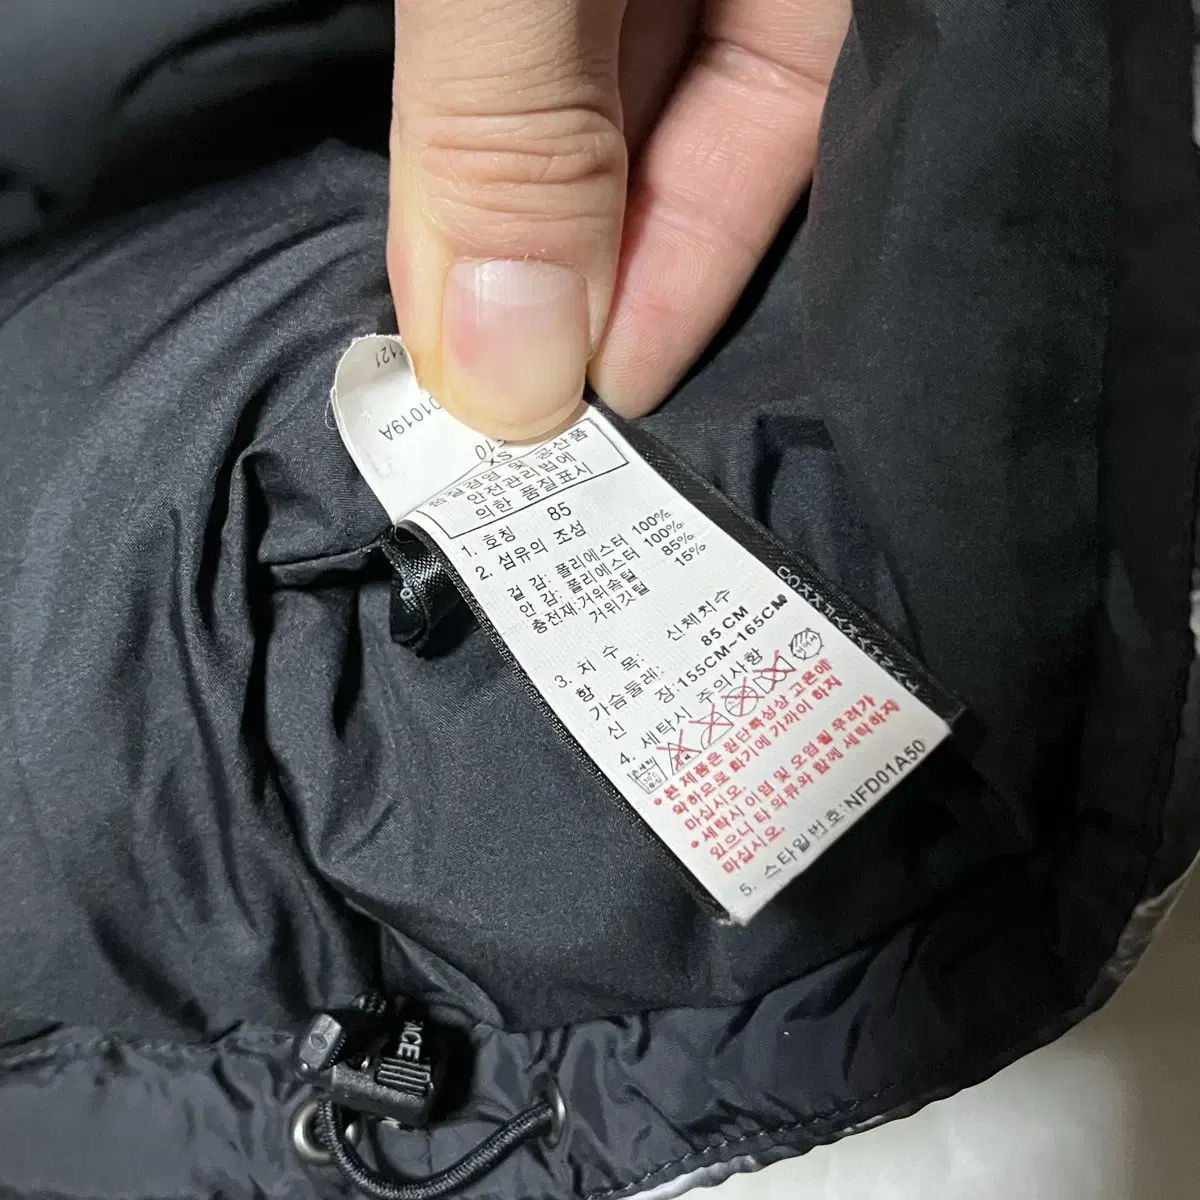 121
01019A
품질경영 및 공산품
안전관리법에
의한 품질표시
1. 호칭 85
2. 섬유의 조성
겉 감: 폴리에스터 100%
안 감: 폴리에스터 100%
충전재:거위솜털 85%
거위깃털 15%
3. 치 수
항 목: 신체치수
가슴둘레: 85 CM
신 장:155CM~165CM
4. 세탁시 주의사항
*본 제품은 원단특성상 고온에
약하므로 화기에 가까이 하지
마십시오.
*세탁시 이염 및 오염될 우려가
있으니 타 의류와 함께 세탁하지
마십시오.
5. 스타일번호:NFD01A50
ACE